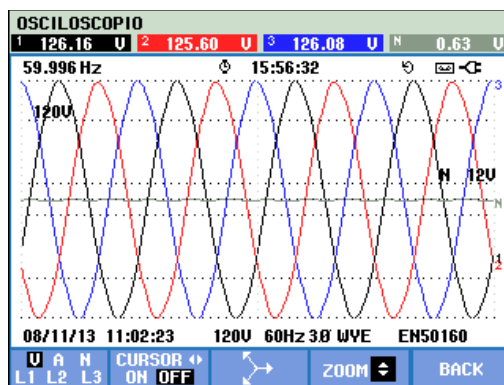 OSCILOSCOPIO
1 126.16 V 2 125.60 V 3 126.08 V N 0.63 V
59.996 Hz 15:56:32
3
120V
N 12V
N
1
2
08/11/13 11:02:23 120V 60Hz 3Ø WYE EN50160
V A N CURSOR ZOOM BACK
L1 L2 L3 ON OFF